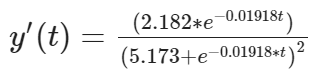 y′(t) = (2.182*e^{-0.01918t}) / (5.173+e^{-0.01918*t})^2